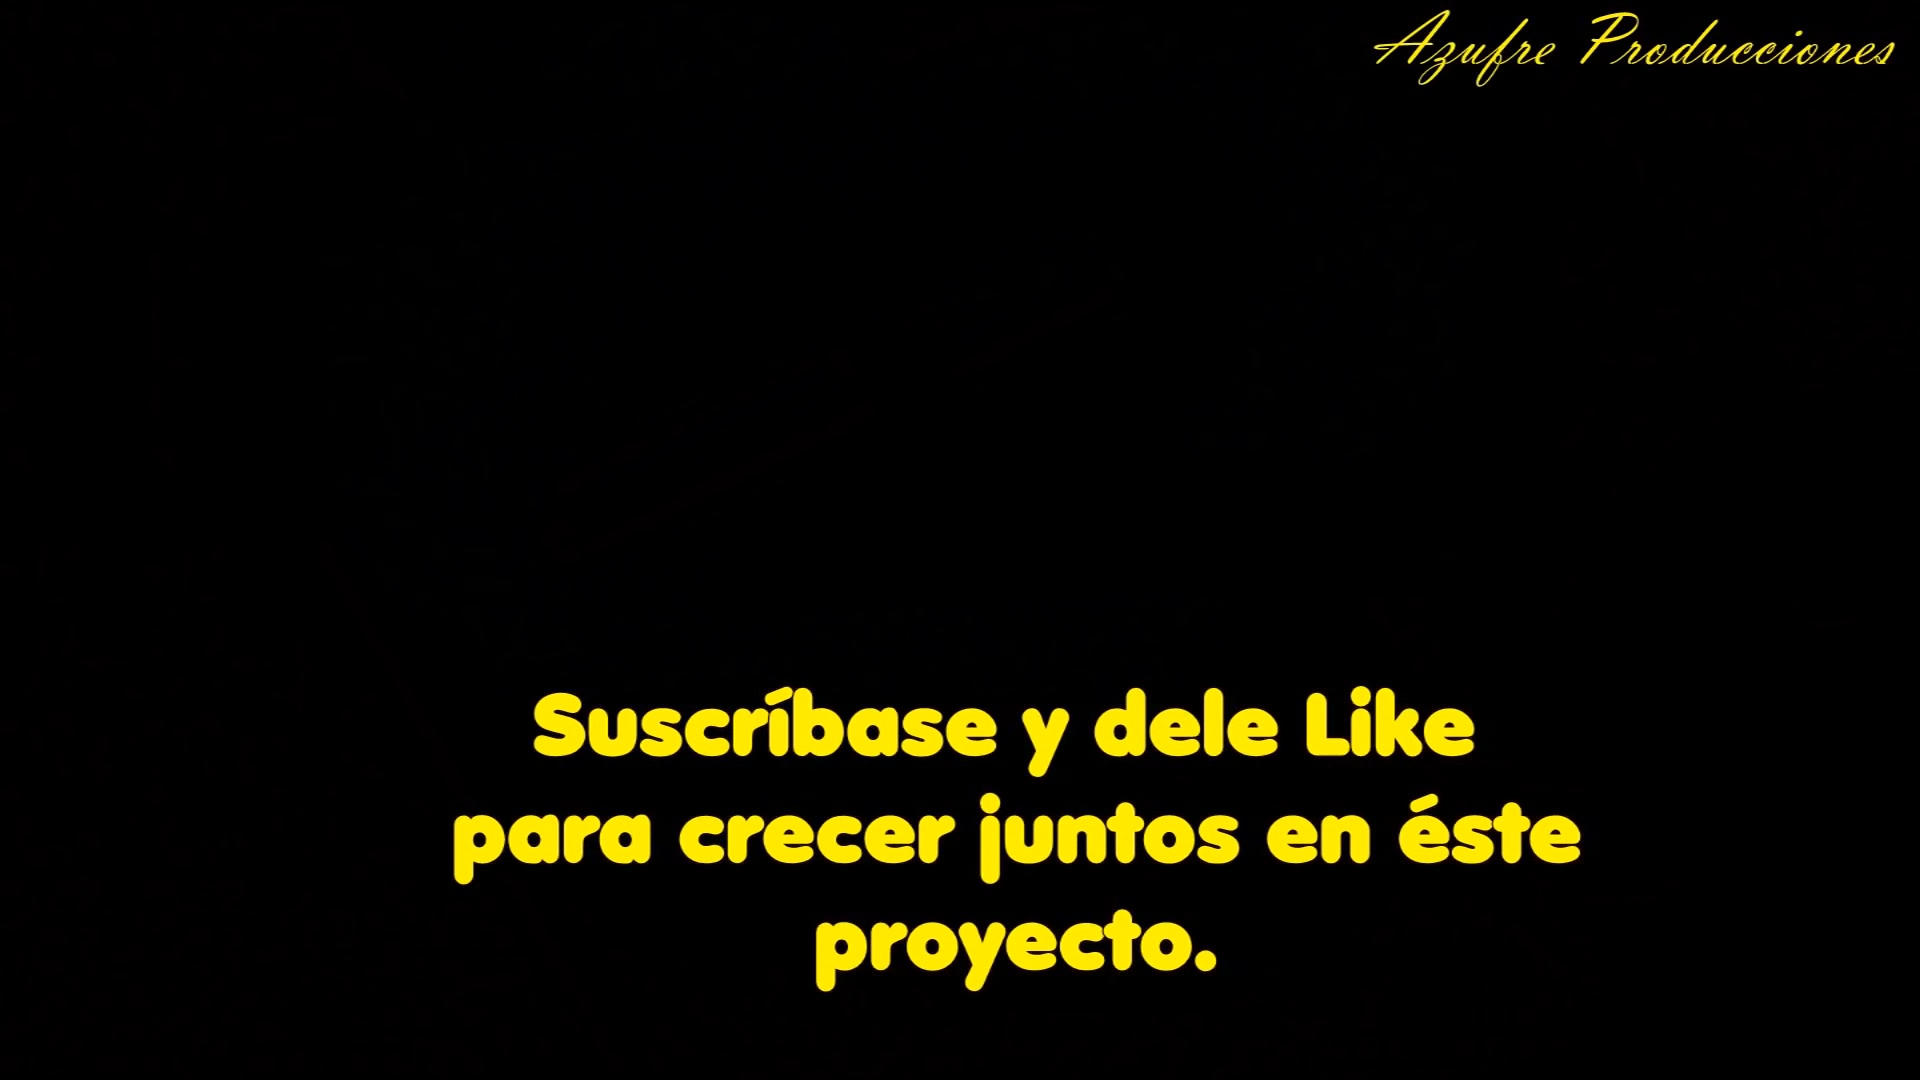 Azufre Producciones
Suscríbase y dele Like
para crecer juntos en éste
proyecto.